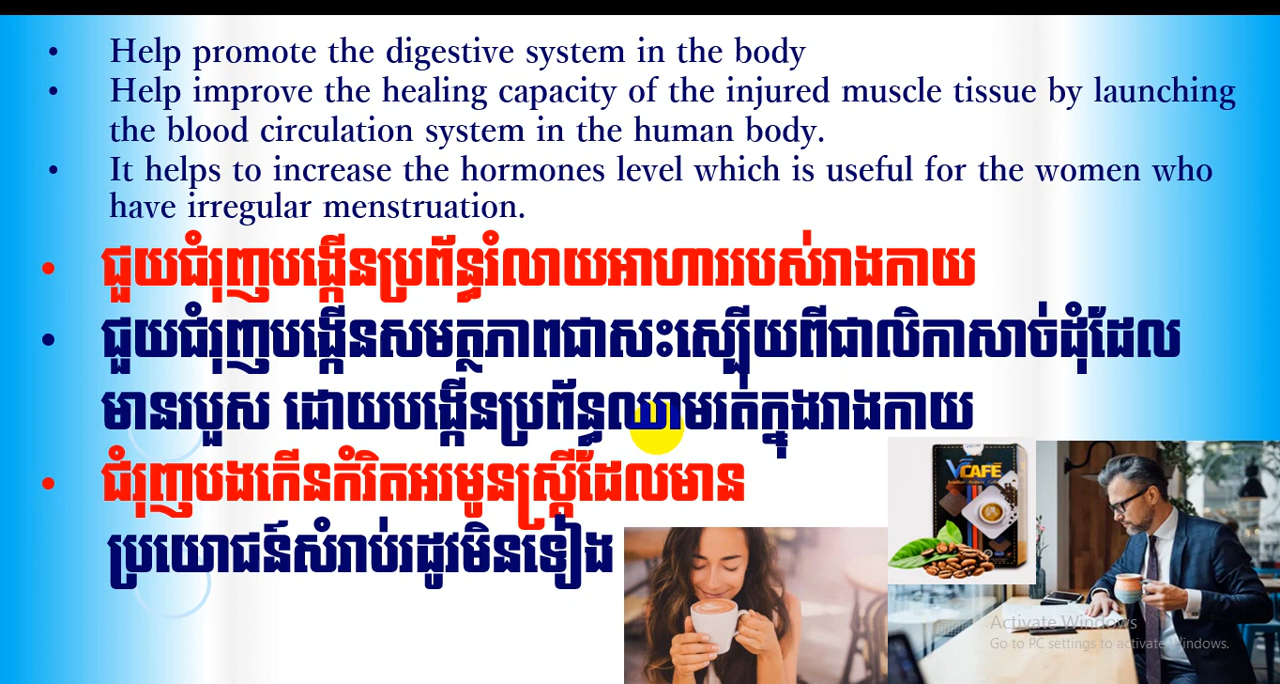 • Help promote the digestive system in the body
• Help improve the healing capacity of the injured muscle tissue by launching
the blood circulation system in the human body.
• It helps to increase the hormones level which is useful for the women who
have irregular menstruation.
• ជួយជំរុញបង្កើនប្រព័ន្ធរំលាយអាហាររបស់រាងកាយ
• ជួយជំរុញបង្កើនសមត្ថភាពជាសះស្បើយពីជាលិកាសាច់ដុំដែល
មានរបួស ដោយបង្កើនប្រព័ន្ធឈាមរត់ក្នុងរាងកាយ
• ជំរុញបងកើនកំរិតអរមូនស្ត្រីដែលមាន
ប្រយោជន៍សំរាប់រដូវមិនទៀង
VCAFE
Activate Windows
Go to PC settings to activate Windows.